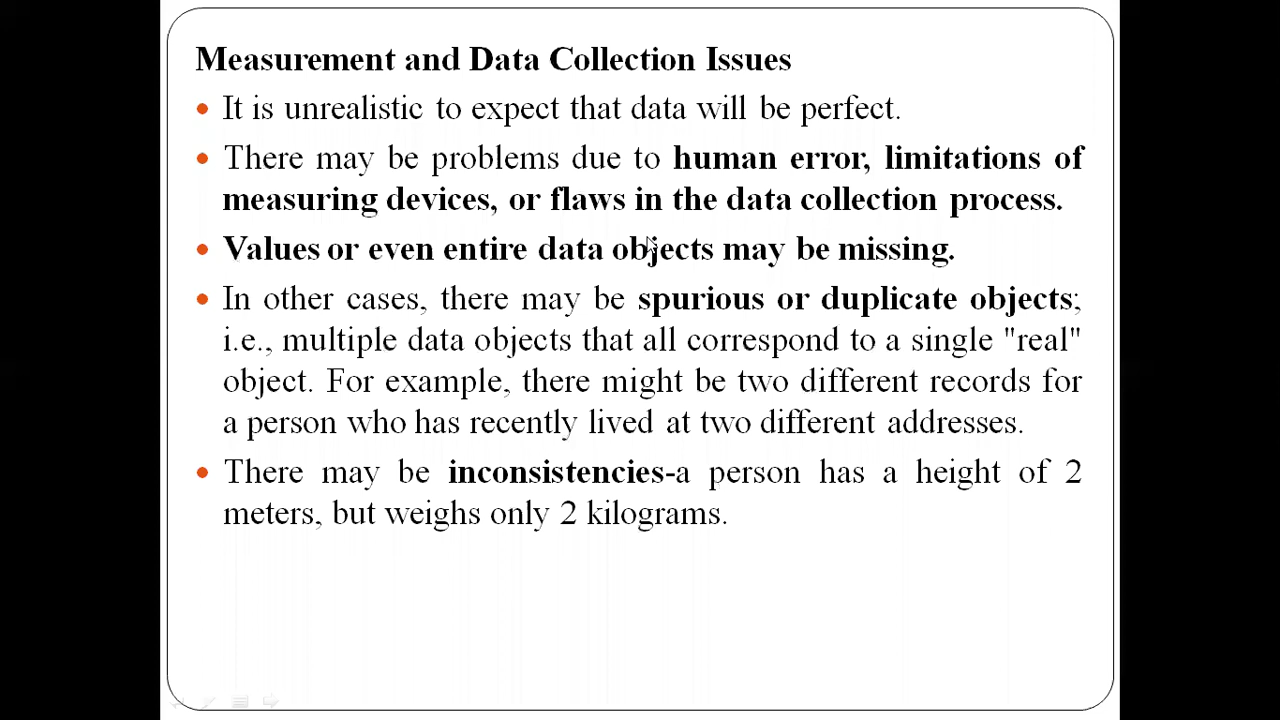 Measurement and Data Collection Issues
• It is unrealistic to expect that data will be perfect.
• There may be problems due to human error, limitations of
measuring devices, or flaws in the data collection process.
• Values or even entire data objects may be missing.
• In other cases, there may be spurious or duplicate objects;
i.e., multiple data objects that all correspond to a single "real"
object. For example, there might be two different records for
a person who has recently lived at two different addresses.
• There may be inconsistencies-a person has a height of 2
meters, but weighs only 2 kilograms.